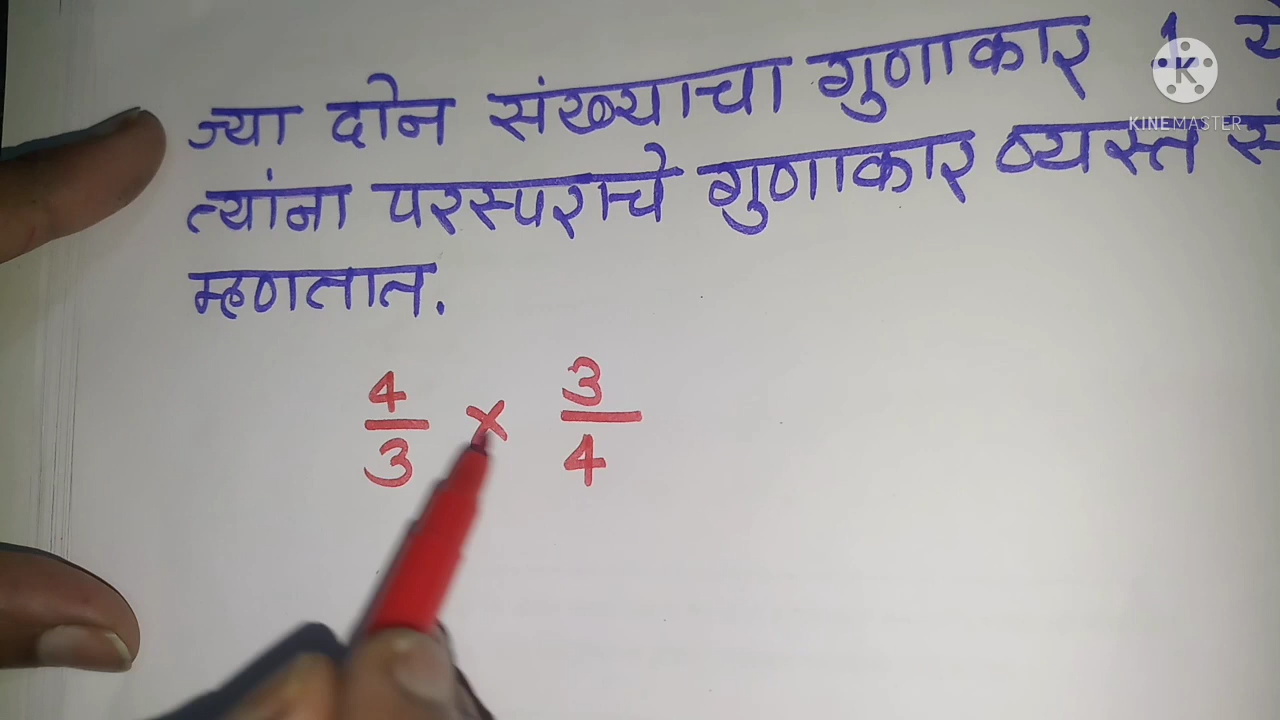 ज्या दोन संख्याचा गुणाकार 1
त्यांना परस्पराचे गुणाकार व्यस्त
म्हणतात.
4/3 × 3/4
K
KINEMASTER